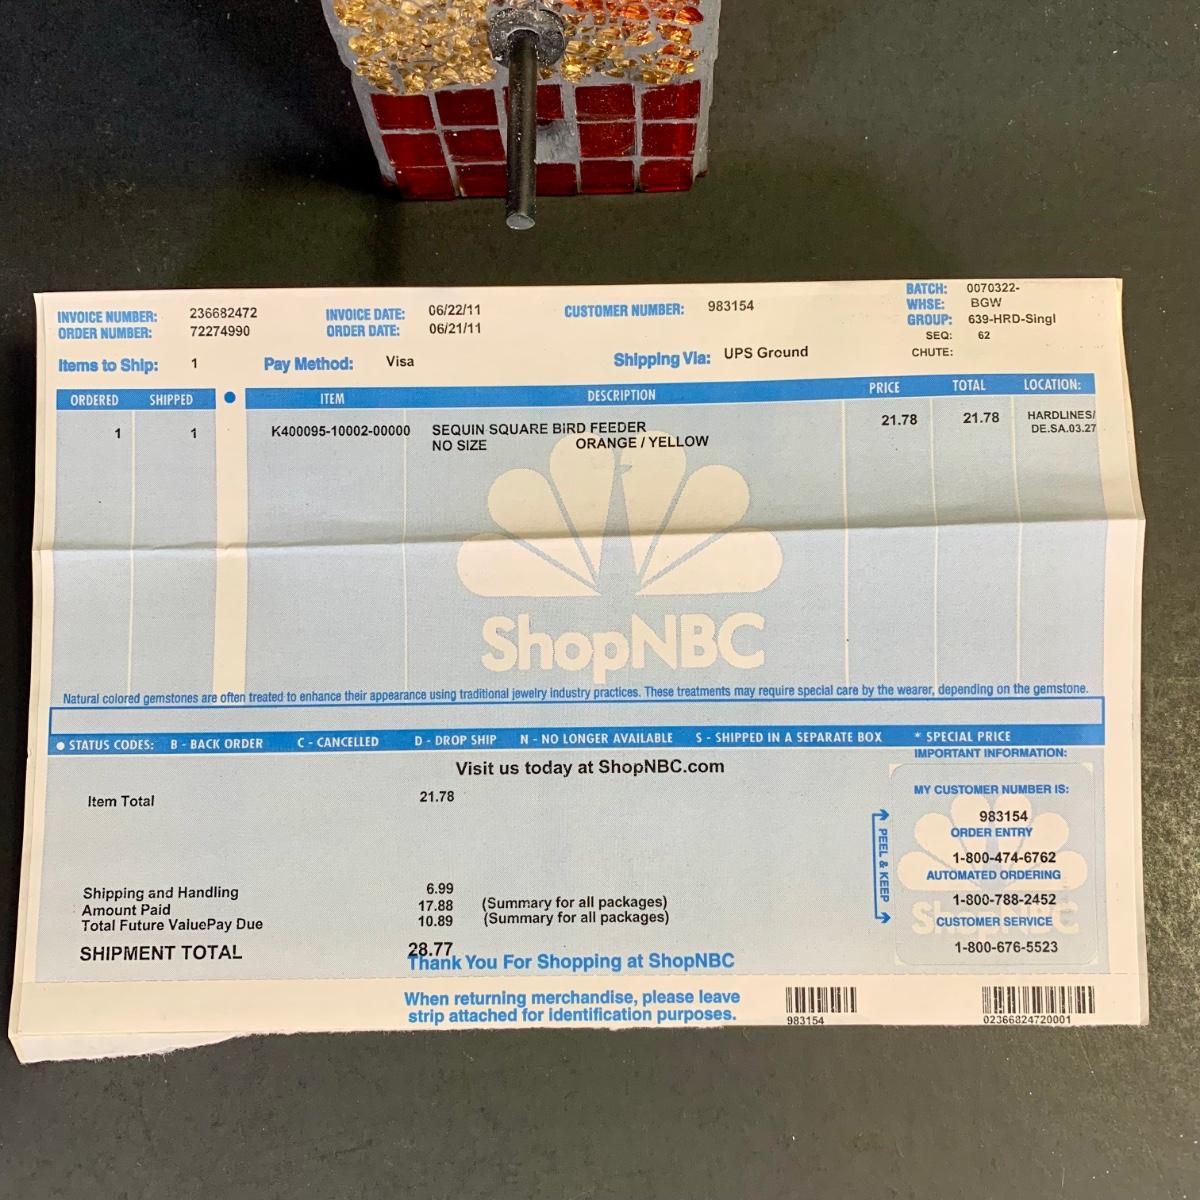 INVOICE NUMBER: 236682472 INVOICE DATE: 06/22/11 CUSTOMER NUMBER: 983154 BATCH: 0070322-
ORDER NUMBER: 72274990 ORDER DATE: 06/21/11 WHSE: BGW
GROUP: 639-HRD-Singl
SEQ: 62
Items to Ship: 1 Pay Method: Visa Shipping Via: UPS Ground CHUTE:
ORDERED SHIPPED ITEM DESCRIPTION PRICE TOTAL LOCATION:
1 1 K400095-10002-00000 SEQUIN SQUARE BIRD FEEDER 21.78 21.78 HARDLINES/
NO SIZE ORANGE / YELLOW DE.SA.03.27
ShopNBC
Natural colored gemstones are often treated to enhance their appearance using traditional jewelry industry practices. These treatments may require special care by the wearer, depending on the gemstone.
● STATUS CODES: B - BACK ORDER C - CANCELLED D - DROP SHIP N - NO LONGER AVAILABLE S - SHIPPED IN A SEPARATE BOX * SPECIAL PRICE
Visit us today at ShopNBC.com
Item Total 21.78
Shipping and Handling 6.99
Amount Paid 17.88 (Summary for all packages)
Total Future ValuePay Due 10.89 (Summary for all packages)
SHIPMENT TOTAL 28.77
Thank You For Shopping at ShopNBC
IMPORTANT INFORMATION:
MY CUSTOMER NUMBER IS:
983154
ORDER ENTRY
1-800-474-6762
AUTOMATED ORDERING
1-800-788-2452
ShopNBC
CUSTOMER SERVICE
1-800-676-5523
PEEL & KEEP
When returning merchandise, please leave
strip attached for identification purposes.
983154 02366824720001